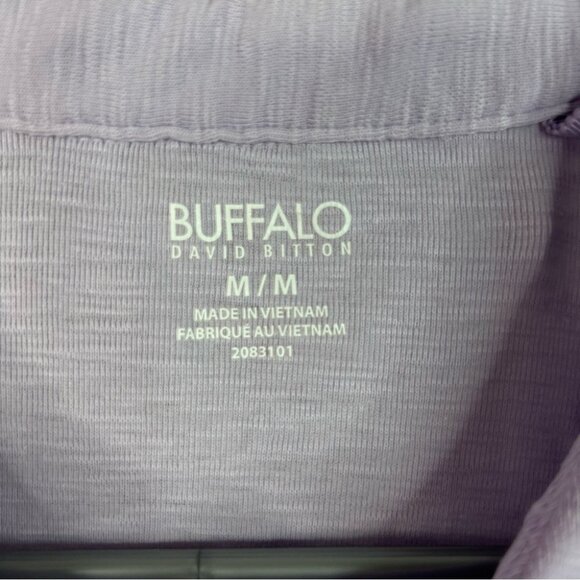 BUFFALO
DAVID BITTON
M / M
MADE IN VIETNAM
FABRIQUÉ AU VIETNAM
2083101